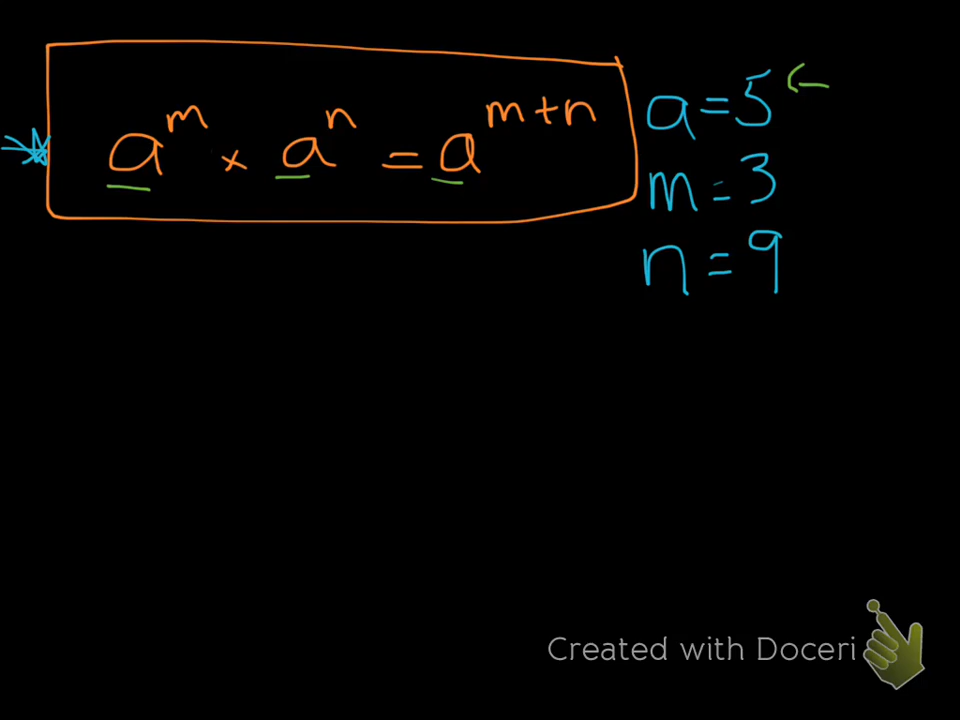 a^m × a^n = a^(m+n)
a = 5 ←
m = 3
n = 9
Created with Doceri